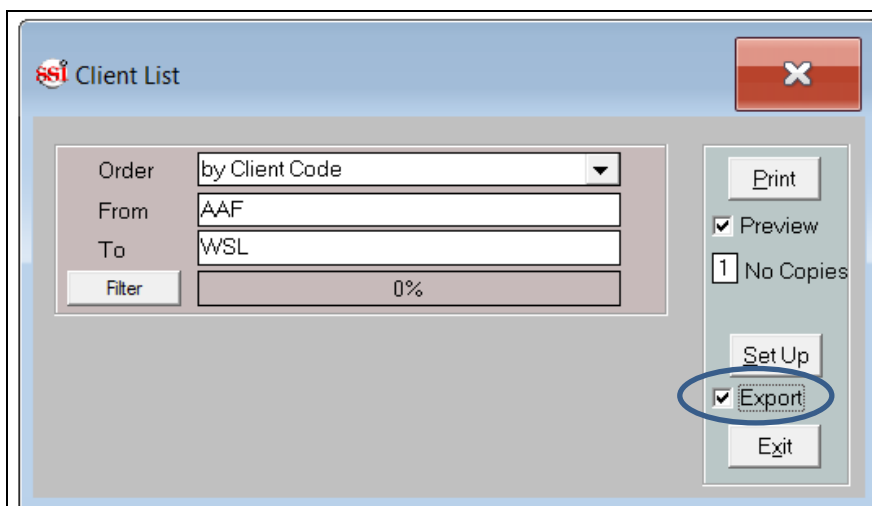 ssi Client List
Order by Client Code
From AAF
To WSL
Filter 0%
Print
Preview
1 No Copies
Set Up
Export
Exit